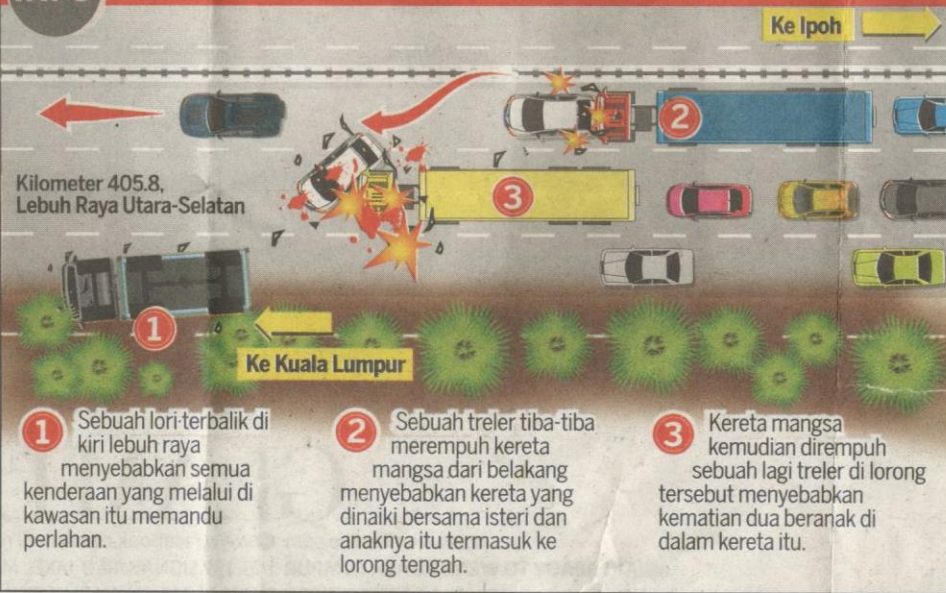 Ke Ipoh
2
3
Kilometer 405.8,
Lebuh Raya Utara-Selatan
1
Ke Kuala Lumpur
1 Sebuah lori terbalik di
kiri lebuh raya
menyebabkan semua
kenderaan yang melalui di
kawasan itu memandu
perlahan.
2 Sebuah treler tiba-tiba
merempuh kereta
mangsa dari belakang
menyebabkan kereta yang
dinaiki bersama isteri dan
anaknya itu termasuk ke
lorong tengah.
3 Kereta mangsa
kemudian dirempuh
sebuah lagi treler di lorong
tersebut menyebabkan
kematian dua beranak di
dalam kereta itu.